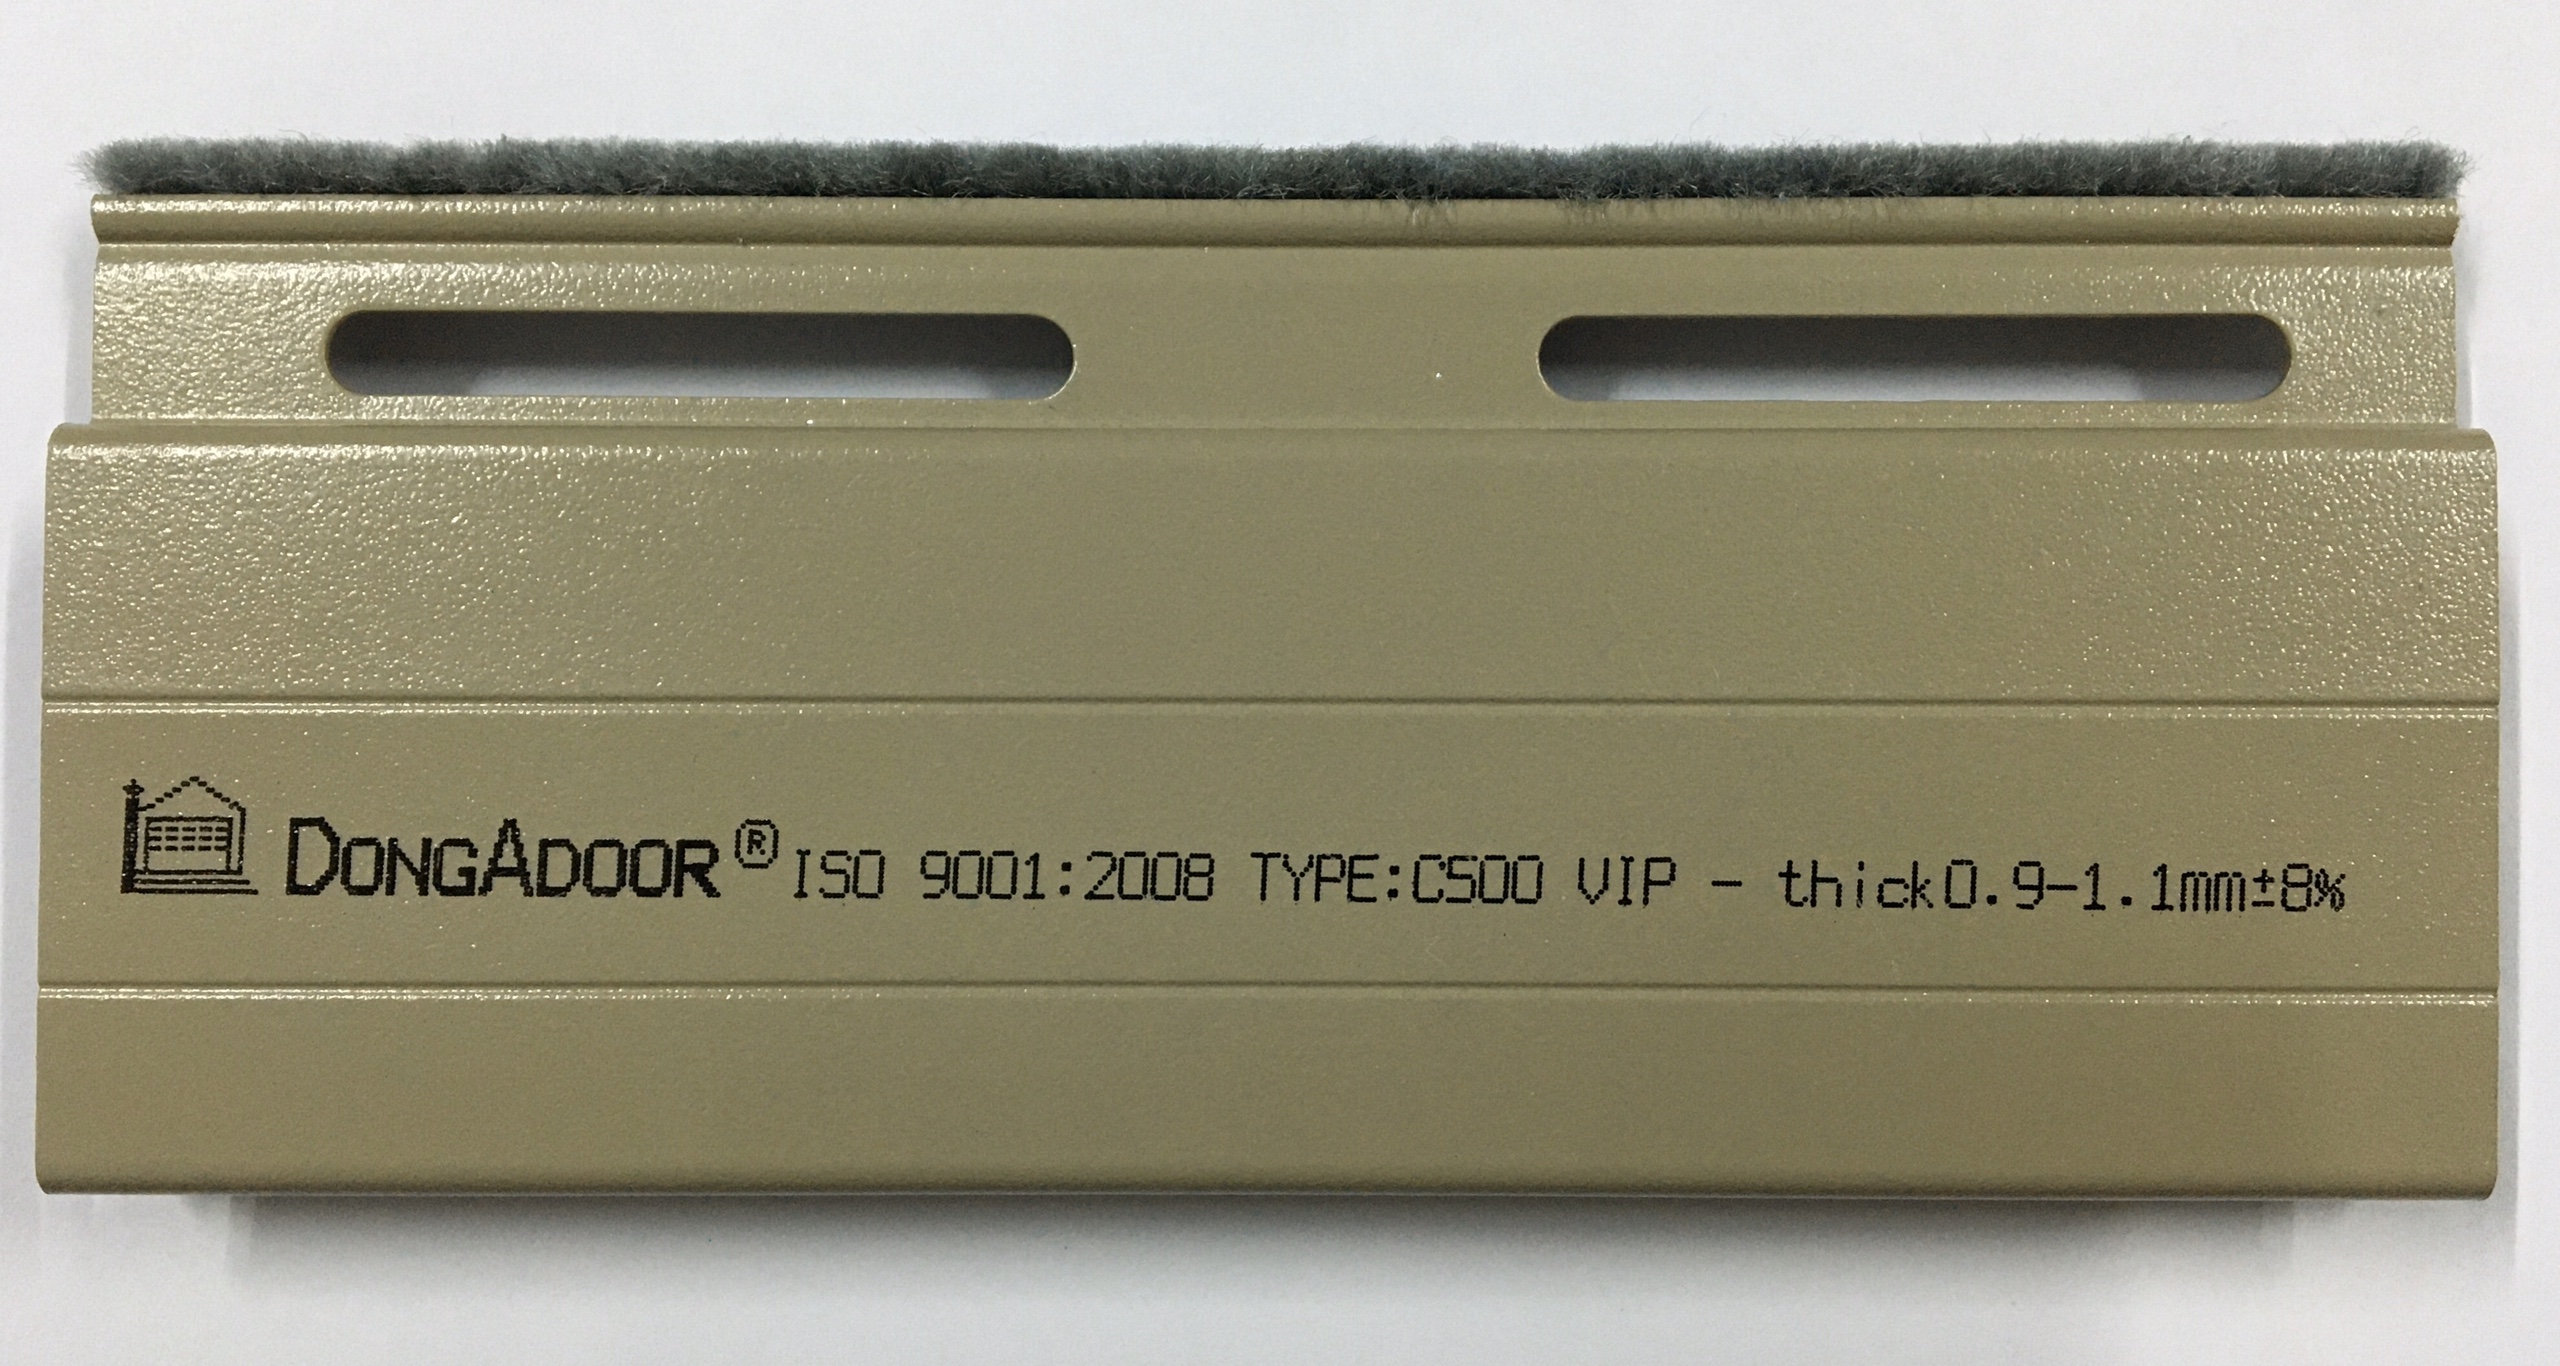 DONGADOOR® ISO 9001:2008 TYPE:C500 VIP - thick0.9-1.1mm±8%